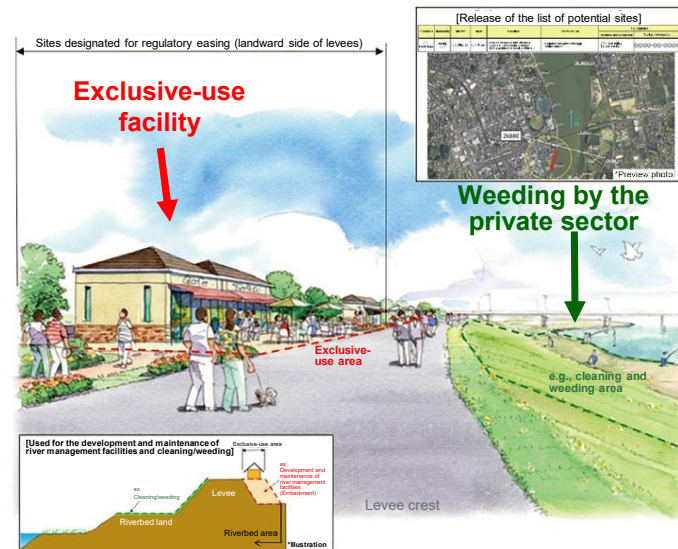 [Release of the list of potential sites]
Sites designated for regulatory easing (landward side of levees)
Exclusive-use
facility
2k800
*Preview photo
Weeding by the
private sector
Exclusive-
use area
e.g., cleaning and
weeding area
Levee crest
[Used for the development and maintenance of
river management facilities and cleaning/weeding]
Exclusive-use area
ex.
Development and
maintenance of
river management
facilities
(Embankment)
ex.
Cleaning/weeding
Levee
Riverbed land
Riverbed area
*Illustration